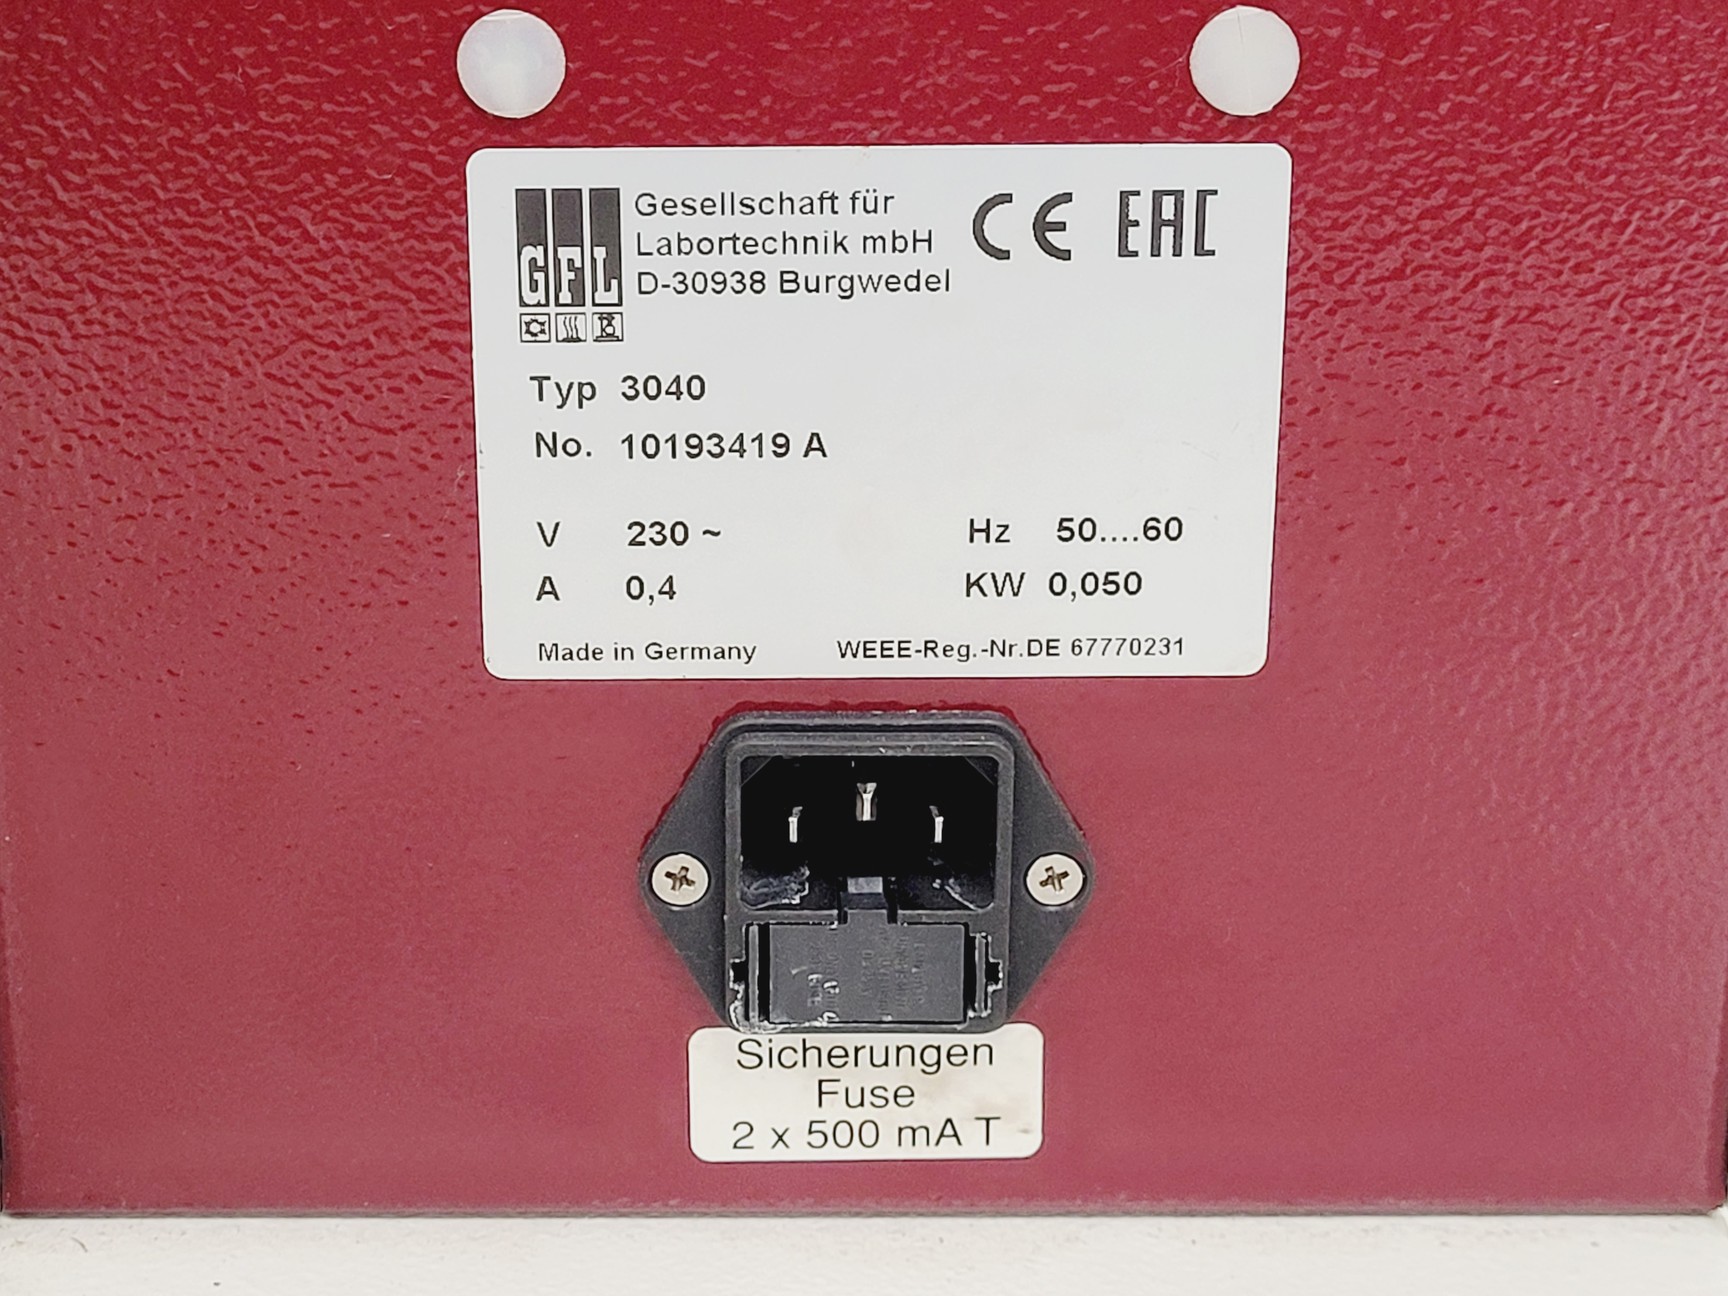 GFL
Gesellschaft für
Labortechnik mbH
D-30938 Burgwedel
CE EAC
Typ 3040
No. 10193419 A
V 230 ~ Hz 50....60
A 0,4 KW 0,050
Made in Germany WEEE-Reg.-Nr.DE 67770231
Sicherungen
Fuse
2 x 500 mA T